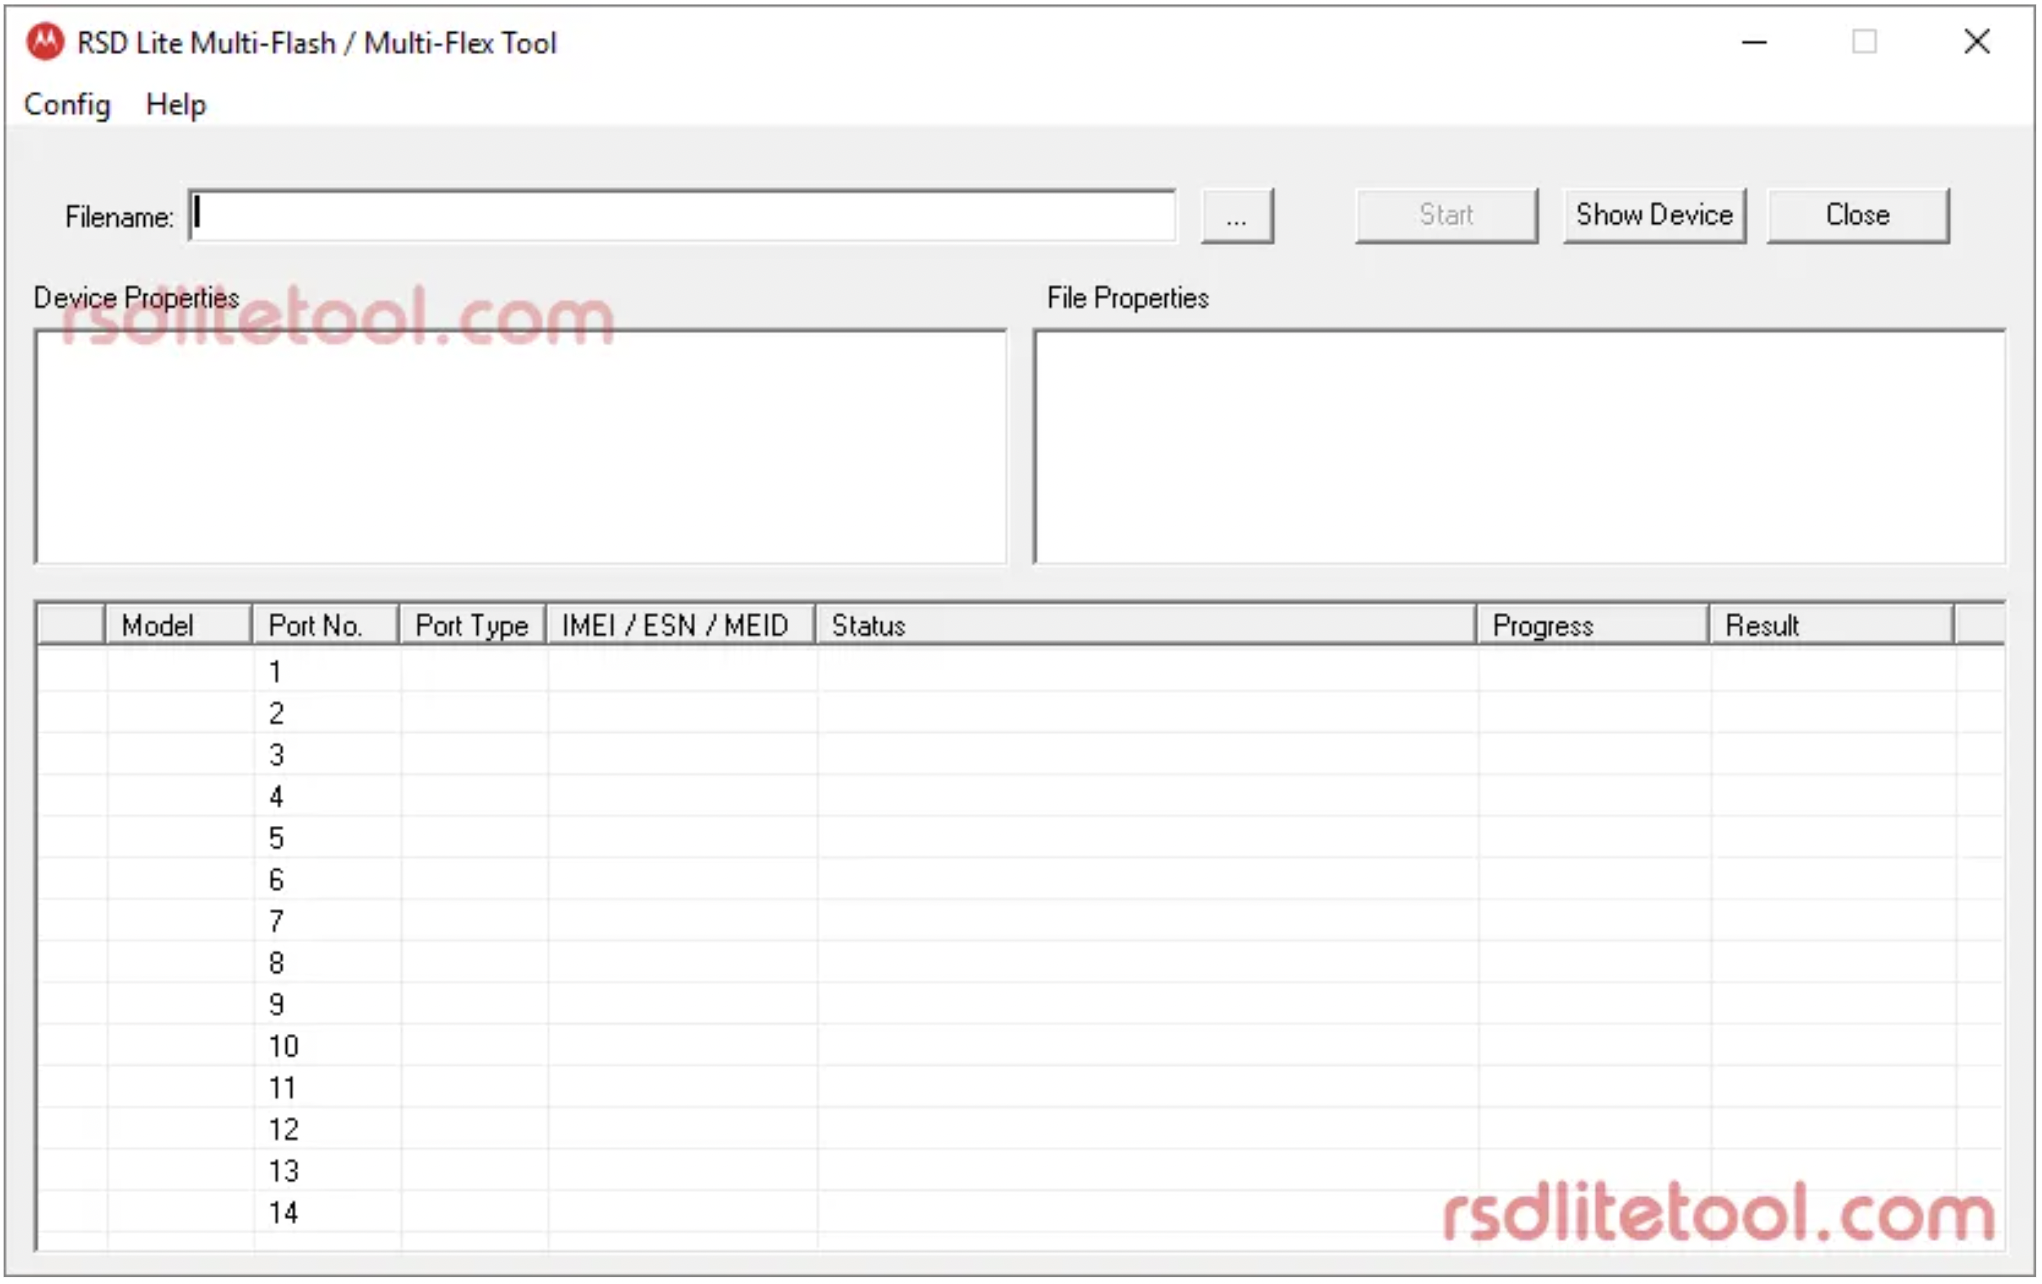 RSD Lite Multi-Flash / Multi-Flex Tool
Config Help
Filename: ... Start Show Device Close
Device Properties File Properties
rsdlitetool.com
Model Port No. Port Type IMEI / ESN / MEID Status Progress Result
1
2
3
4
5
6
7
8
9
10
11
12
13
14
rsdlitetool.com